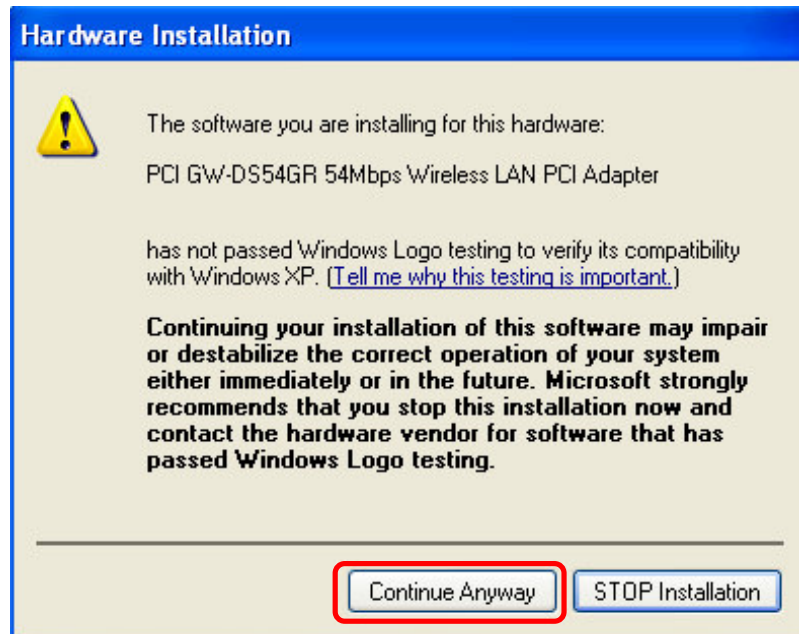 Hardware Installation
The software you are installing for this hardware:
PCI GW-DS54GR 54Mbps Wireless LAN PCI Adapter
has not passed Windows Logo testing to verify its compatibility
with Windows XP. (Tell me why this testing is important.)
Continuing your installation of this software may impair
or destabilize the correct operation of your system
either immediately or in the future. Microsoft strongly
recommends that you stop this installation now and
contact the hardware vendor for software that has
passed Windows Logo testing.
Continue Anyway STOP Installation